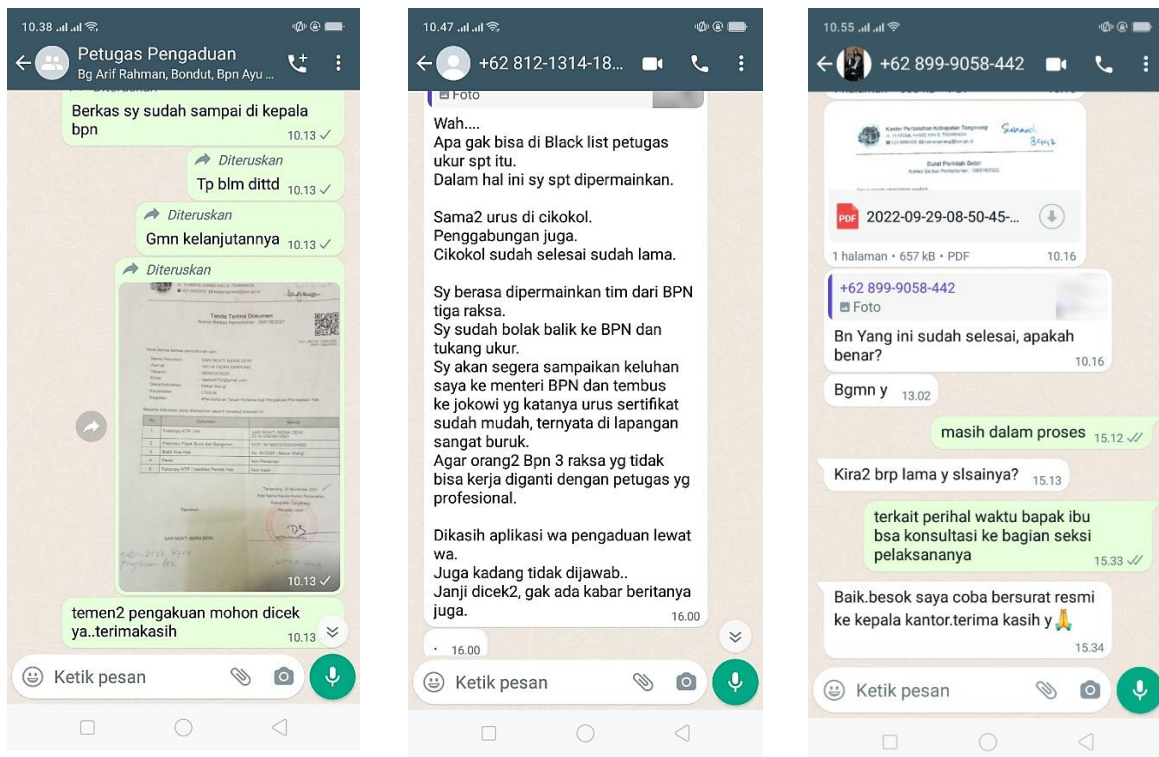 10.38
Petugas Pengaduan
Bg Arif Rahman, Bondut, Bpn Ayu ...
Berkas sy sudah sampai di kepala
bpn
10.13
Diteruskan
Tp blm dittd 10.13
Diteruskan
Gmn kelanjutannya 10.13
Diteruskan
Tanda Terima Dokumen
10.13
temen2 pengakuan mohon dicek
ya..terimakasih
10.13
Ketik pesan
10.47
+62 812-1314-18...
Foto
Wah....
Apa gak bisa di Black list petugas
ukur spt itu.
Dalam hal ini sy spt dipermainkan.
Sama2 urus di cikokol.
Penggabungan juga.
Cikokol sudah selesai sudah lama.
Sy berasa dipermainkan tim dari BPN
tiga raksa.
Sy sudah bolak balik ke BPN dan
tukang ukur.
Sy akan segera sampaikan keluhan
saya ke menteri BPN dan tembus
ke jokowi yg katanya urus sertifikat
sudah mudah, ternyata di lapangan
sangat buruk.
Agar orang2 Bpn 3 raksa yg tidak
bisa kerja diganti dengan petugas yg
profesional.
Dikasih aplikasi wa pengaduan lewat
wa.
Juga kadang tidak dijawab..
Janji dicek2, gak ada kabar beritanya
juga.
16.00
. 16.00
Ketik pesan
10.55
+62 899-9058-442
Kantor Pertanahan Kabupaten Tangerang
Surat Perintah Setor
PDF 2022-09-29-08-50-45-...
1 halaman • 657 kB • PDF 10.16
+62 899-9058-442
Foto
Bn Yang ini sudah selesai, apakah
benar?
10.16
Bgmn y 13.02
masih dalam proses 15.12
Kira2 brp lama y slsainya? 15.13
terkait perihal waktu bapak ibu
bsa konsultasi ke bagian seksi
pelaksananya
15.33
Baik.besok saya coba bersurat resmi
ke kepala kantor.terima kasih y🙏
15.34
Ketik pesan